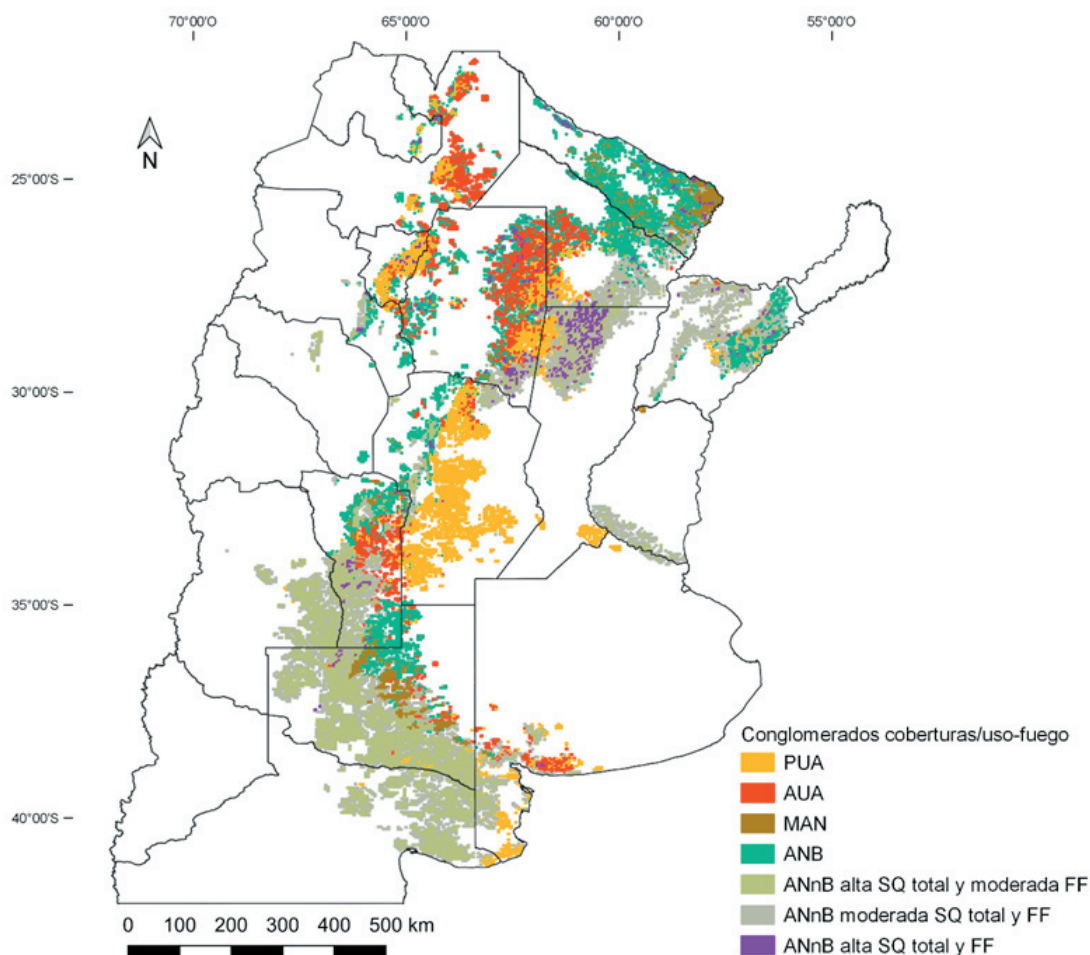 70°00'O 65°00'O 60°00'O 55°00'O
N
25°00'S
30°00'S
35°00'S
40°00'S
Conglomerados coberturas/uso-fuego
PUA
AUA
MAN
ANB
ANnB alta SQ total y moderada FF
ANnB moderada SQ total y FF
ANnB alta SQ total y FF
0 100 200 300 400 500 km